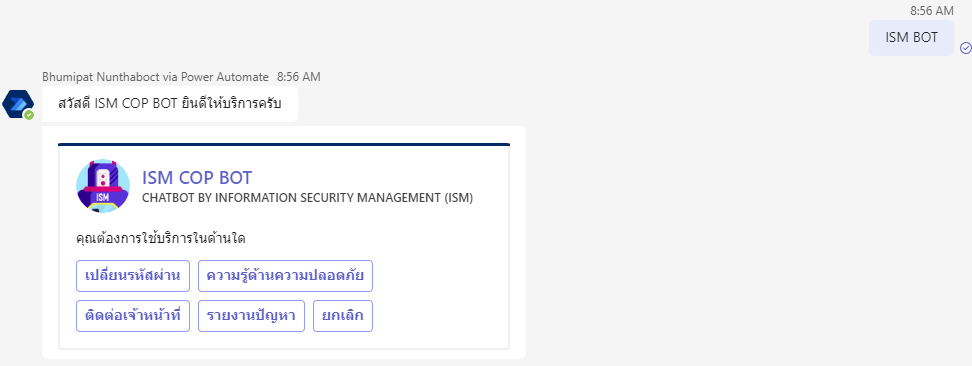 8:56 AM
ISM BOT
Bhumipat Nunthaboct via Power Automate 8:56 AM
สวัสดี ISM COP BOT ยินดีให้บริการครับ
ISM
ISM COP BOT
CHATBOT BY INFORMATION SECURITY MANAGEMENT (ISM)
คุณต้องการใช้บริการในด้านใด
เปลี่ยนรหัสผ่าน ความรู้ด้านความปลอดภัย
ติดต่อเจ้าหน้าที่ รายงานปัญหา ยกเลิก